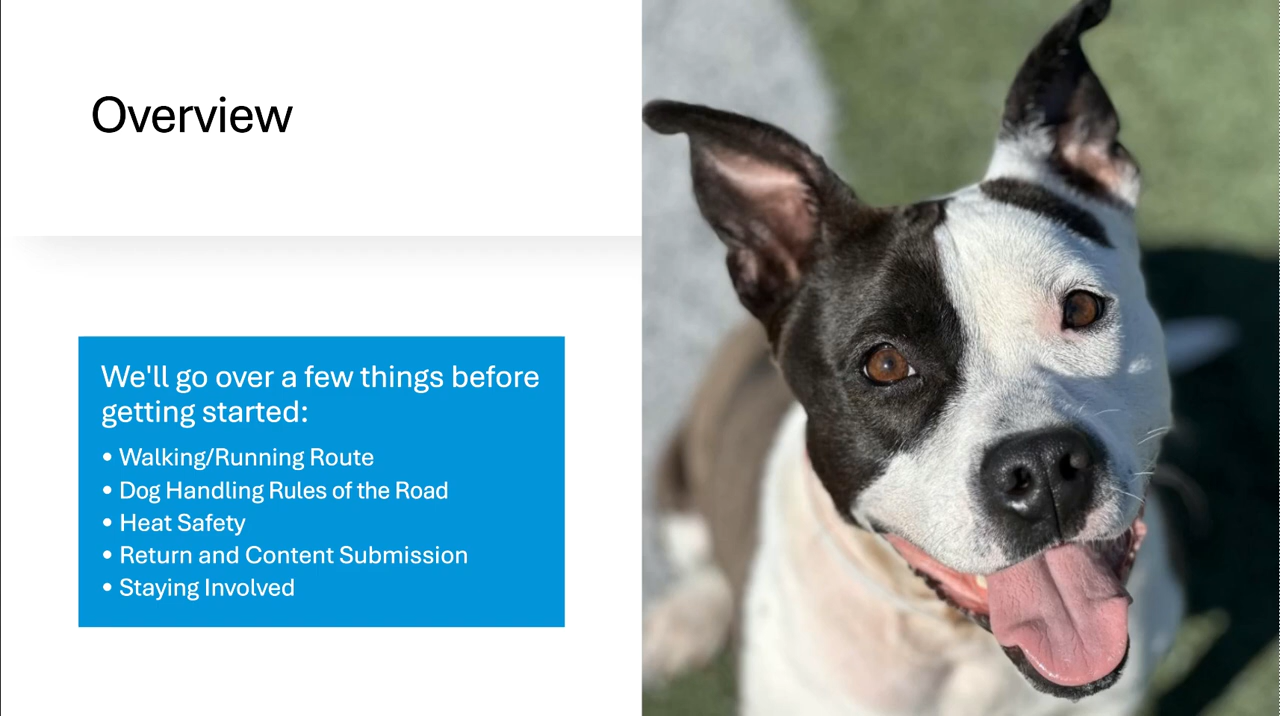 Overview
We'll go over a few things before
getting started:
• Walking/Running Route
• Dog Handling Rules of the Road
• Heat Safety
• Return and Content Submission
• Staying Involved